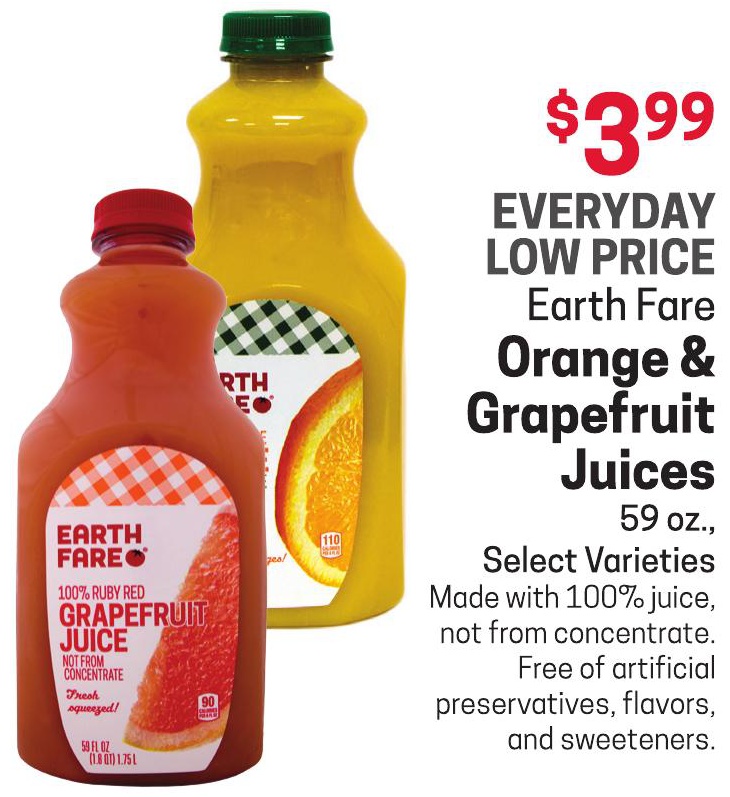 $3.99
EVERYDAY
LOW PRICE
Earth Fare
Orange &
Grapefruit
Juices
59 oz.,
Select Varieties
Made with 100% juice,
not from concentrate.
Free of artificial
preservatives, flavors,
and sweeteners.
EARTH
FARE
100% RUBY RED
GRAPEFRUIT
JUICE
NOT FROM
CONCENTRATE
Fresh
squeezed!
90
CALORIES
59 FL OZ
(1.8 QT) 1.75 L
RTH
E
110
CALORIES